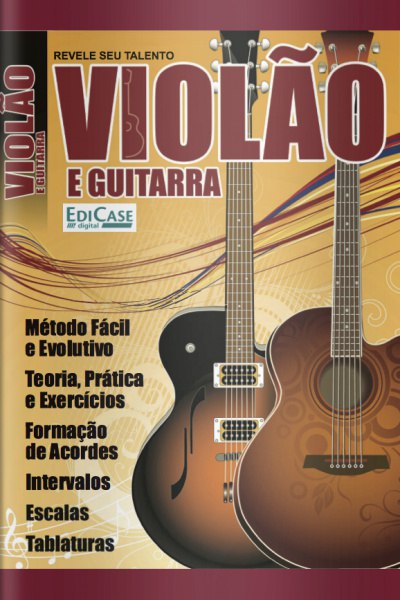 REVELE SEU TALENTO
VIOLÃO
E GUITARRA
VIOLÃO
E GUITARRA
EDICASE
digital
Método Fácil
e Evolutivo
Teoria, Prática
e Exercícios
Formação
de Acordes
Intervalos
Escalas
Tablaturas